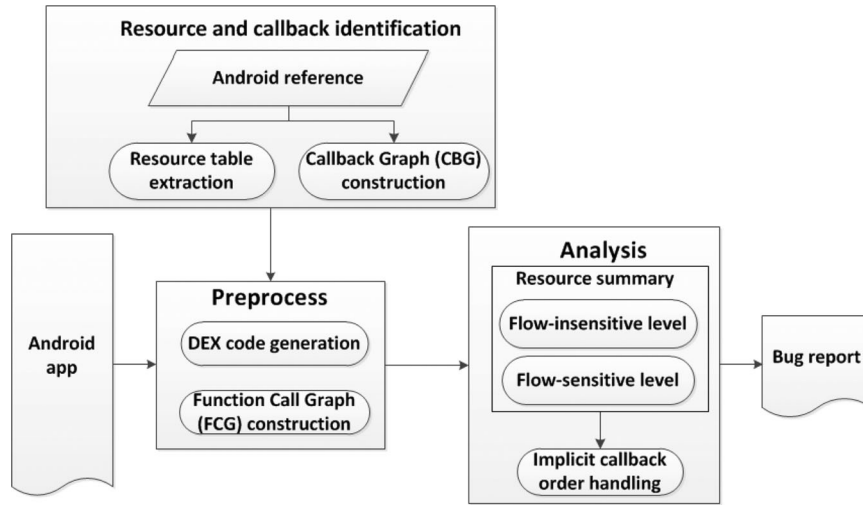 Resource and callback identification
Android reference
Resource table
extraction
Callback Graph (CBG)
construction
Android
app
Preprocess
DEX code generation
Function Call Graph
(FCG) construction
Analysis
Resource summary
Flow-insensitive level
Flow-sensitive level
Implicit callback
order handling
Bug report